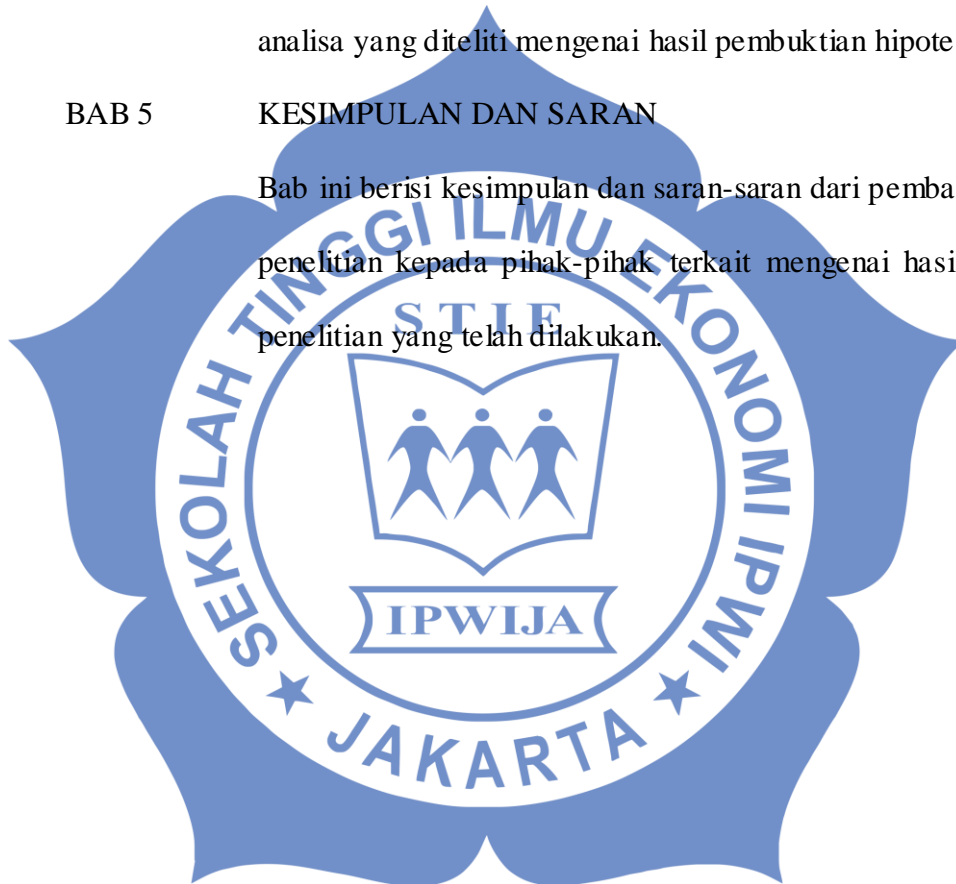 analisa yang diteliti mengenai hasil pembuktian hipote
BAB 5 KESIMPULAN DAN SARAN
Bab ini berisi kesimpulan dan saran-saran dari pemba
penelitian kepada pihak-pihak terkait mengenai hasi
penelitian yang telah dilakukan.
SEKOLAH TINGGI ILMU EKONOMI IPWI
STIE
IPWIJA
JAKARTA